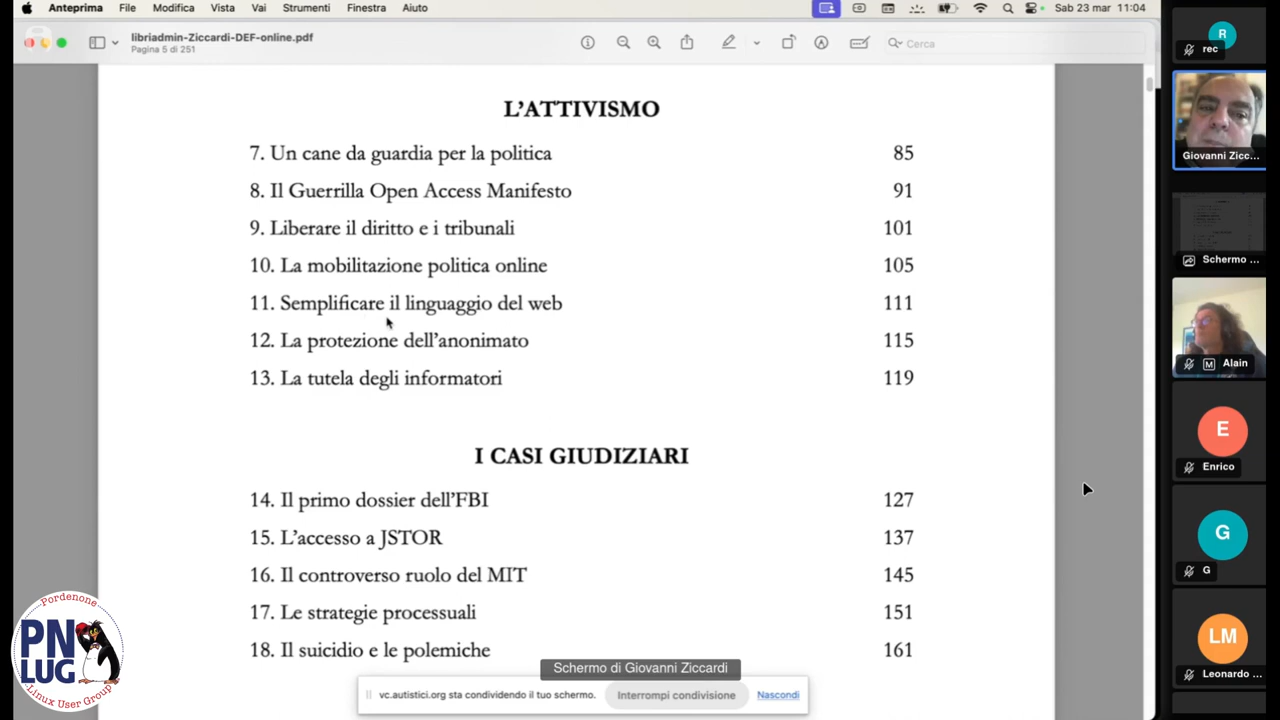 Anteprima File Modifica Vista Vai Strumenti Finestra Aiuto Sab 23 mar 11:04
libriadmin-Ziccardi-DEF-online.pdf
Pagina 5 di 251
Cerca
L'ATTIVISMO
7. Un cane da guardia per la politica 85
8. Il Guerrilla Open Access Manifesto 91
9. Liberare il diritto e i tribunali 101
10. La mobilitazione politica online 105
11. Semplificare il linguaggio del web 111
12. La protezione dell'anonimato 115
13. La tutela degli informatori 119
I CASI GIUDIZIARI
14. Il primo dossier dell'FBI 127
15. L'accesso a JSTOR 137
16. Il controverso ruolo del MIT 145
17. Le strategie processuali 151
18. Il suicidio e le polemiche 161
Schermo di Giovanni Ziccardi
vc.autistici.org sta condividendo il tuo schermo. Interrompi condivisione Nascondi
Pordenone
PN
LUG
Linux User Group
R
rec
Giovanni Zicc...
Schermo ...
M Alain
E
Enrico
G
G
LM
Leonardo ...